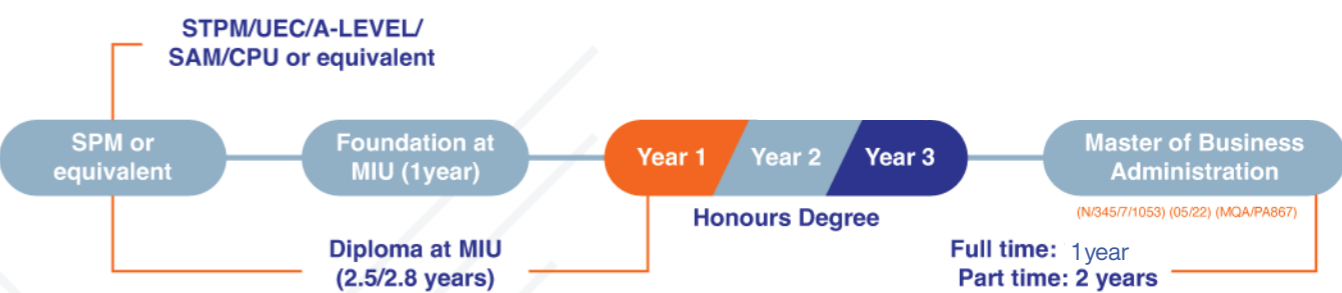 STPM/UEC/A-LEVEL/
SAM/CPU or equivalent
SPM or
equivalent
Foundation at
MIU (1year)
Year 1
Year 2
Year 3
Master of Business
Administration
(N/345/7/1053) (05/22) (MQA/PA867)
Honours Degree
Diploma at MIU
(2.5/2.8 years)
Full time: 1year
Part time: 2 years